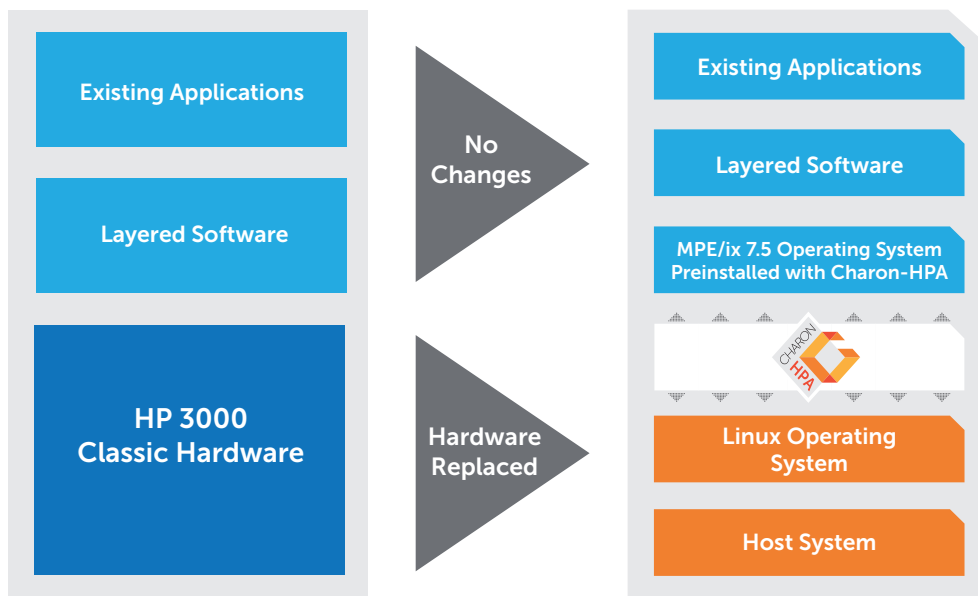 Existing Applications
Layered Software
HP 3000
Classic Hardware
No
Changes
Hardware
Replaced
Existing Applications
Layered Software
MPE/ix 7.5 Operating System
Preinstalled with Charon-HPA
CHARON
HPA
Linux Operating
System
Host System